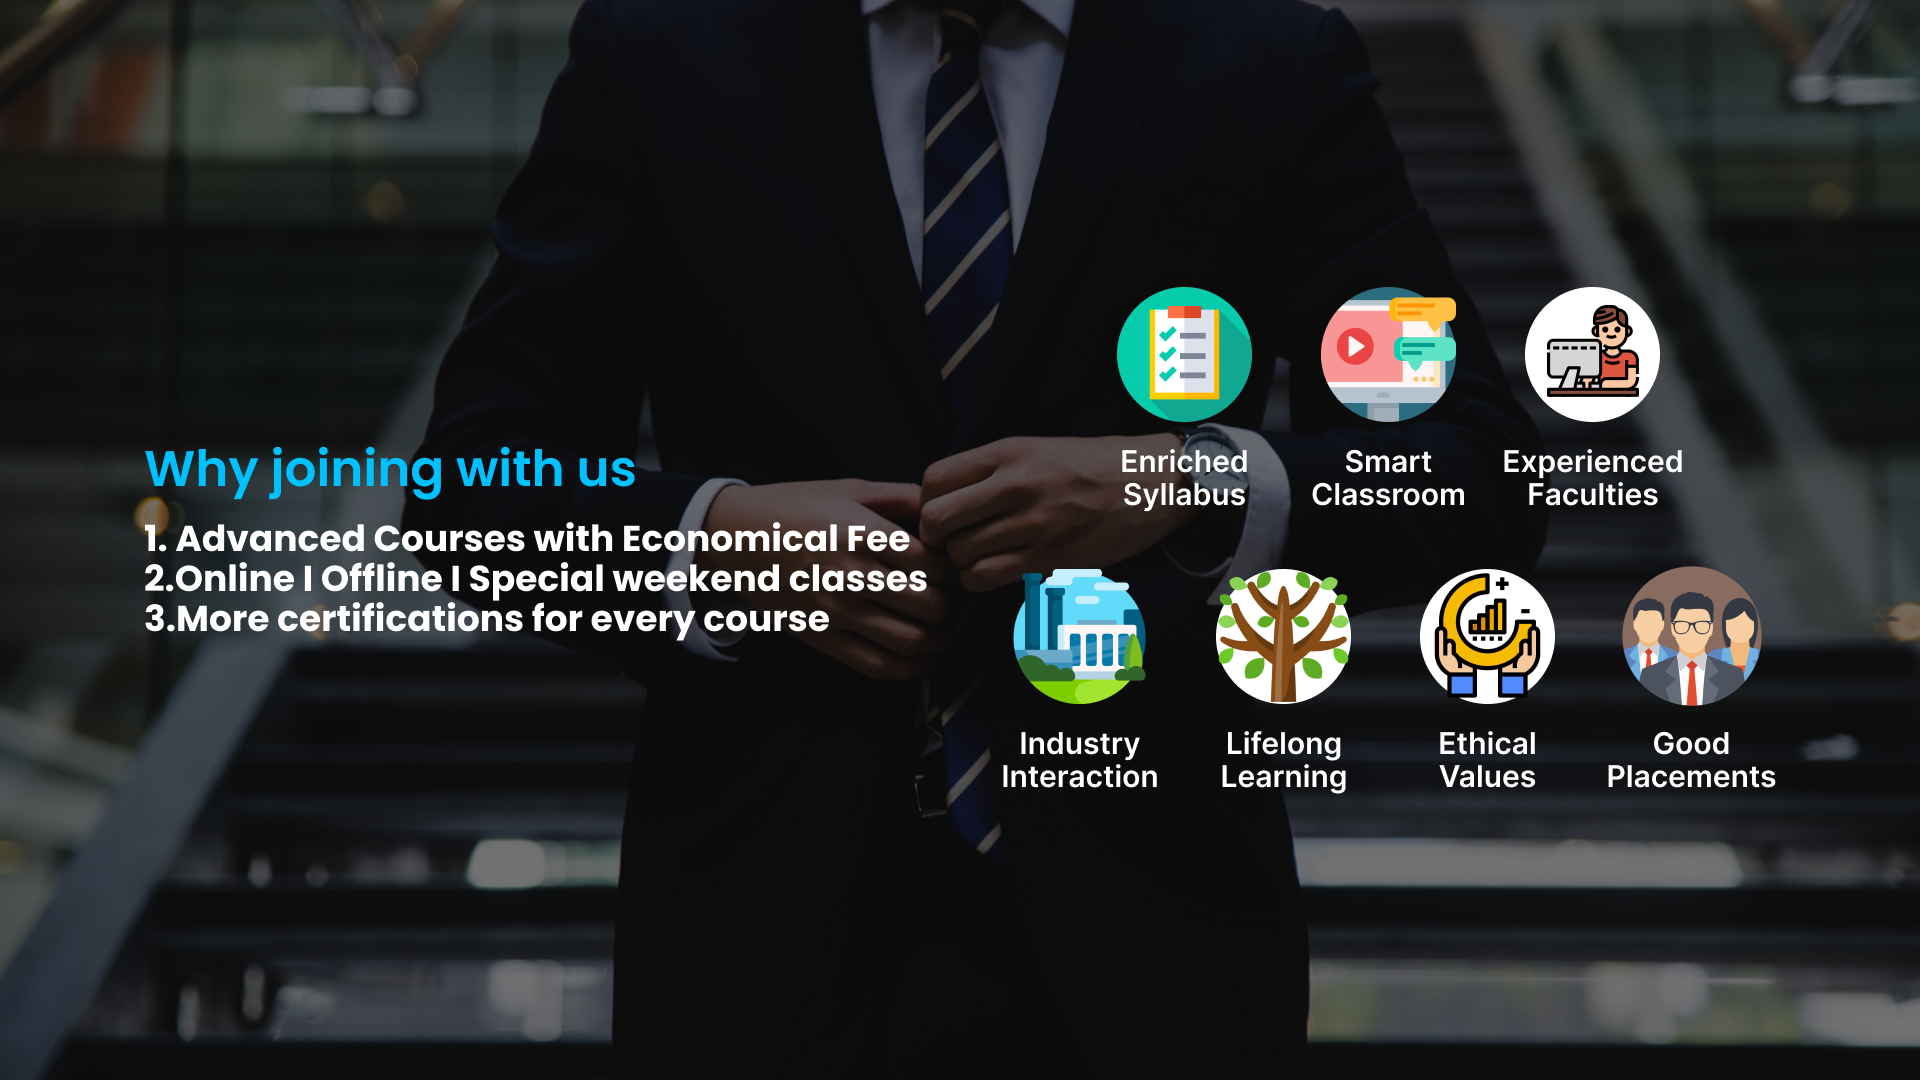 Why joining with us
1. Advanced Courses with Economical Fee
2.Online I Offline I Special weekend classes
3.More certifications for every course
Enriched
Syllabus
Smart
Classroom
Experienced
Faculties
Industry
Interaction
Lifelong
Learning
Ethical
Values
Good
Placements